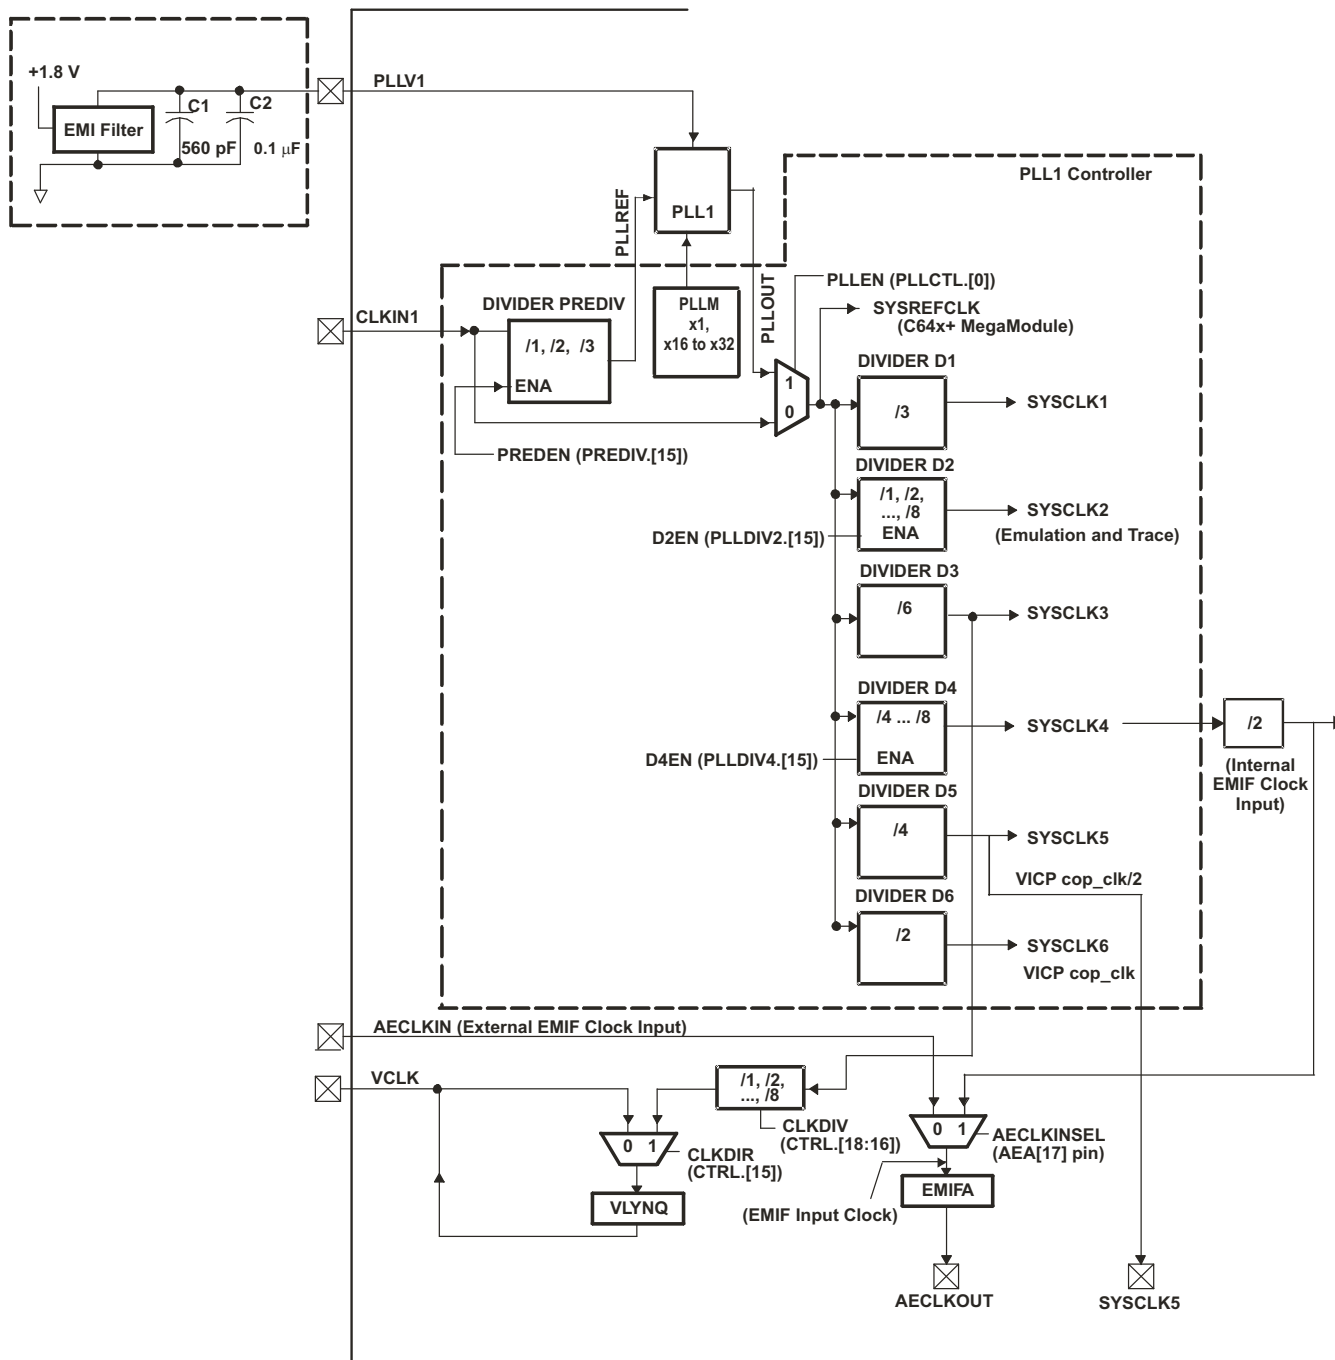 +1.8 V
EMI Filter
C1
C2
560 pF
0.1 μF
PLLV1
PLL1 Controller
PLL1
PLLREF
PLLOUT
PLLEN (PLLCTL.[0])
SYSREFCLK
(C64x+ MegaModule)
CLKIN1
DIVIDER PREDIV
/1, /2, /3
ENA
PLLM
x1,
x16 to x32
1
0
PREDEN (PREDIV.[15])
DIVIDER D1
/3
SYSCLK1
DIVIDER D2
/1, /2,
..., /8
ENA
SYSCLK2
(Emulation and Trace)
D2EN (PLLDIV2.[15])
DIVIDER D3
/6
SYSCLK3
DIVIDER D4
/4 ... /8
ENA
SYSCLK4
D4EN (PLLDIV4.[15])
/2
(Internal
EMIF Clock
Input)
DIVIDER D5
/4
SYSCLK5
VICP cop_clk/2
DIVIDER D6
/2
SYSCLK6
VICP cop_clk
AECLKIN (External EMIF Clock Input)
VCLK
/1, /2,
..., /8
CLKDIV
(CTRL.[18:16])
0 1
CLKDIR
(CTRL.[15])
VLYNQ
0 1
AECLKINSEL
(AEA[17] pin)
EMIFA
(EMIF Input Clock)
AECLKOUT
SYSCLK5